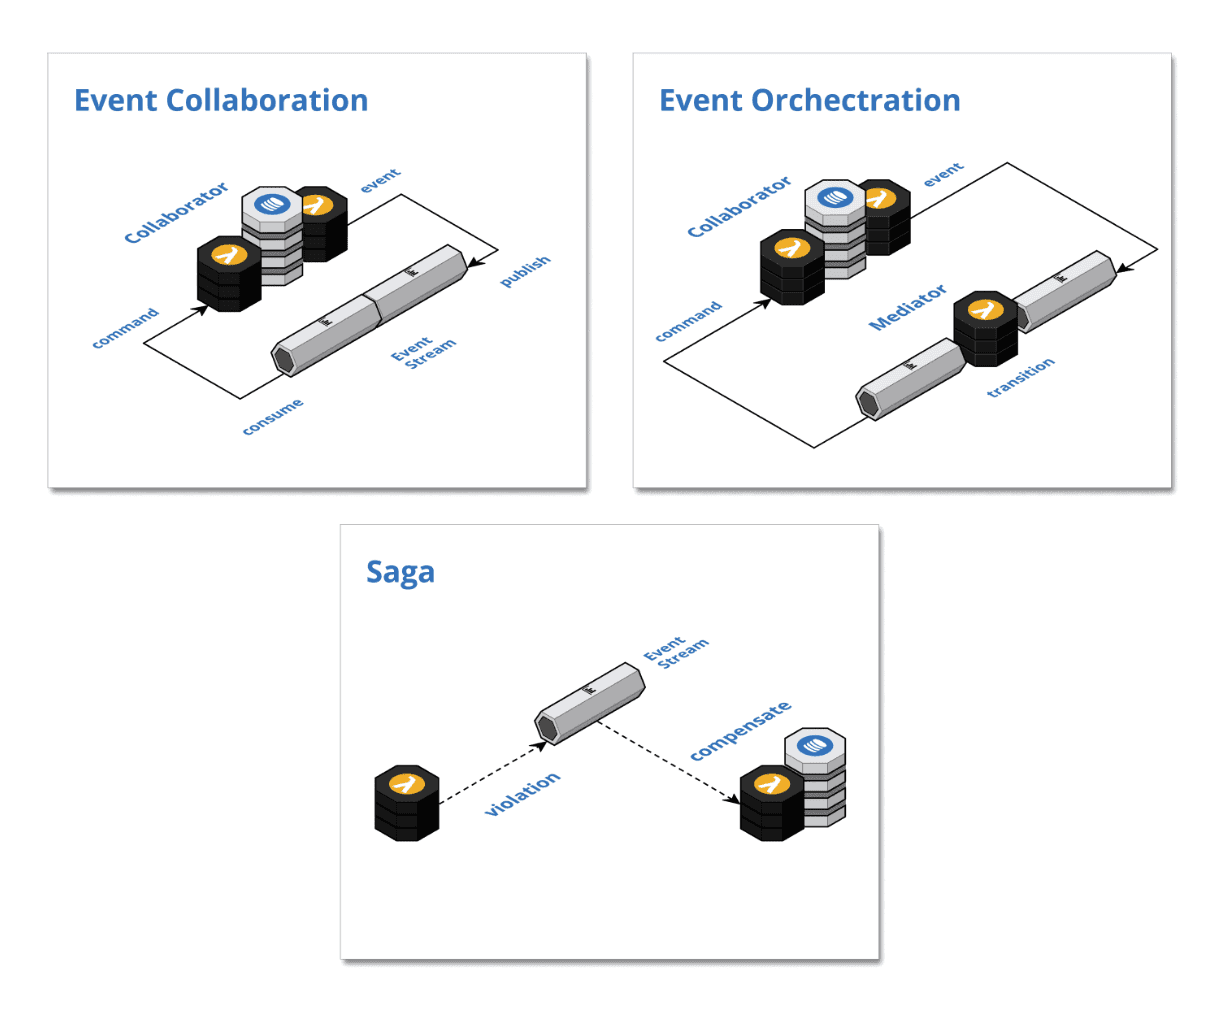 Event Collaboration
Collaborator
event
command
publish
Event
Stream
consume
Event Orchectration
Collaborator
event
command
Mediator
transition
Saga
Event
Stream
compensate
violation